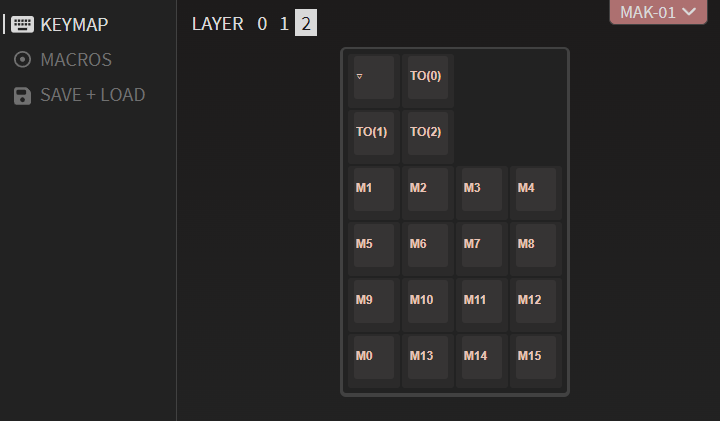 KEYMAP
MACROS
SAVE + LOAD
LAYER 0 1 2
MAK-01
▽ TO(0)
TO(1) TO(2)
M1 M2 M3 M4
M5 M6 M7 M8
M9 M10 M11 M12
M0 M13 M14 M15